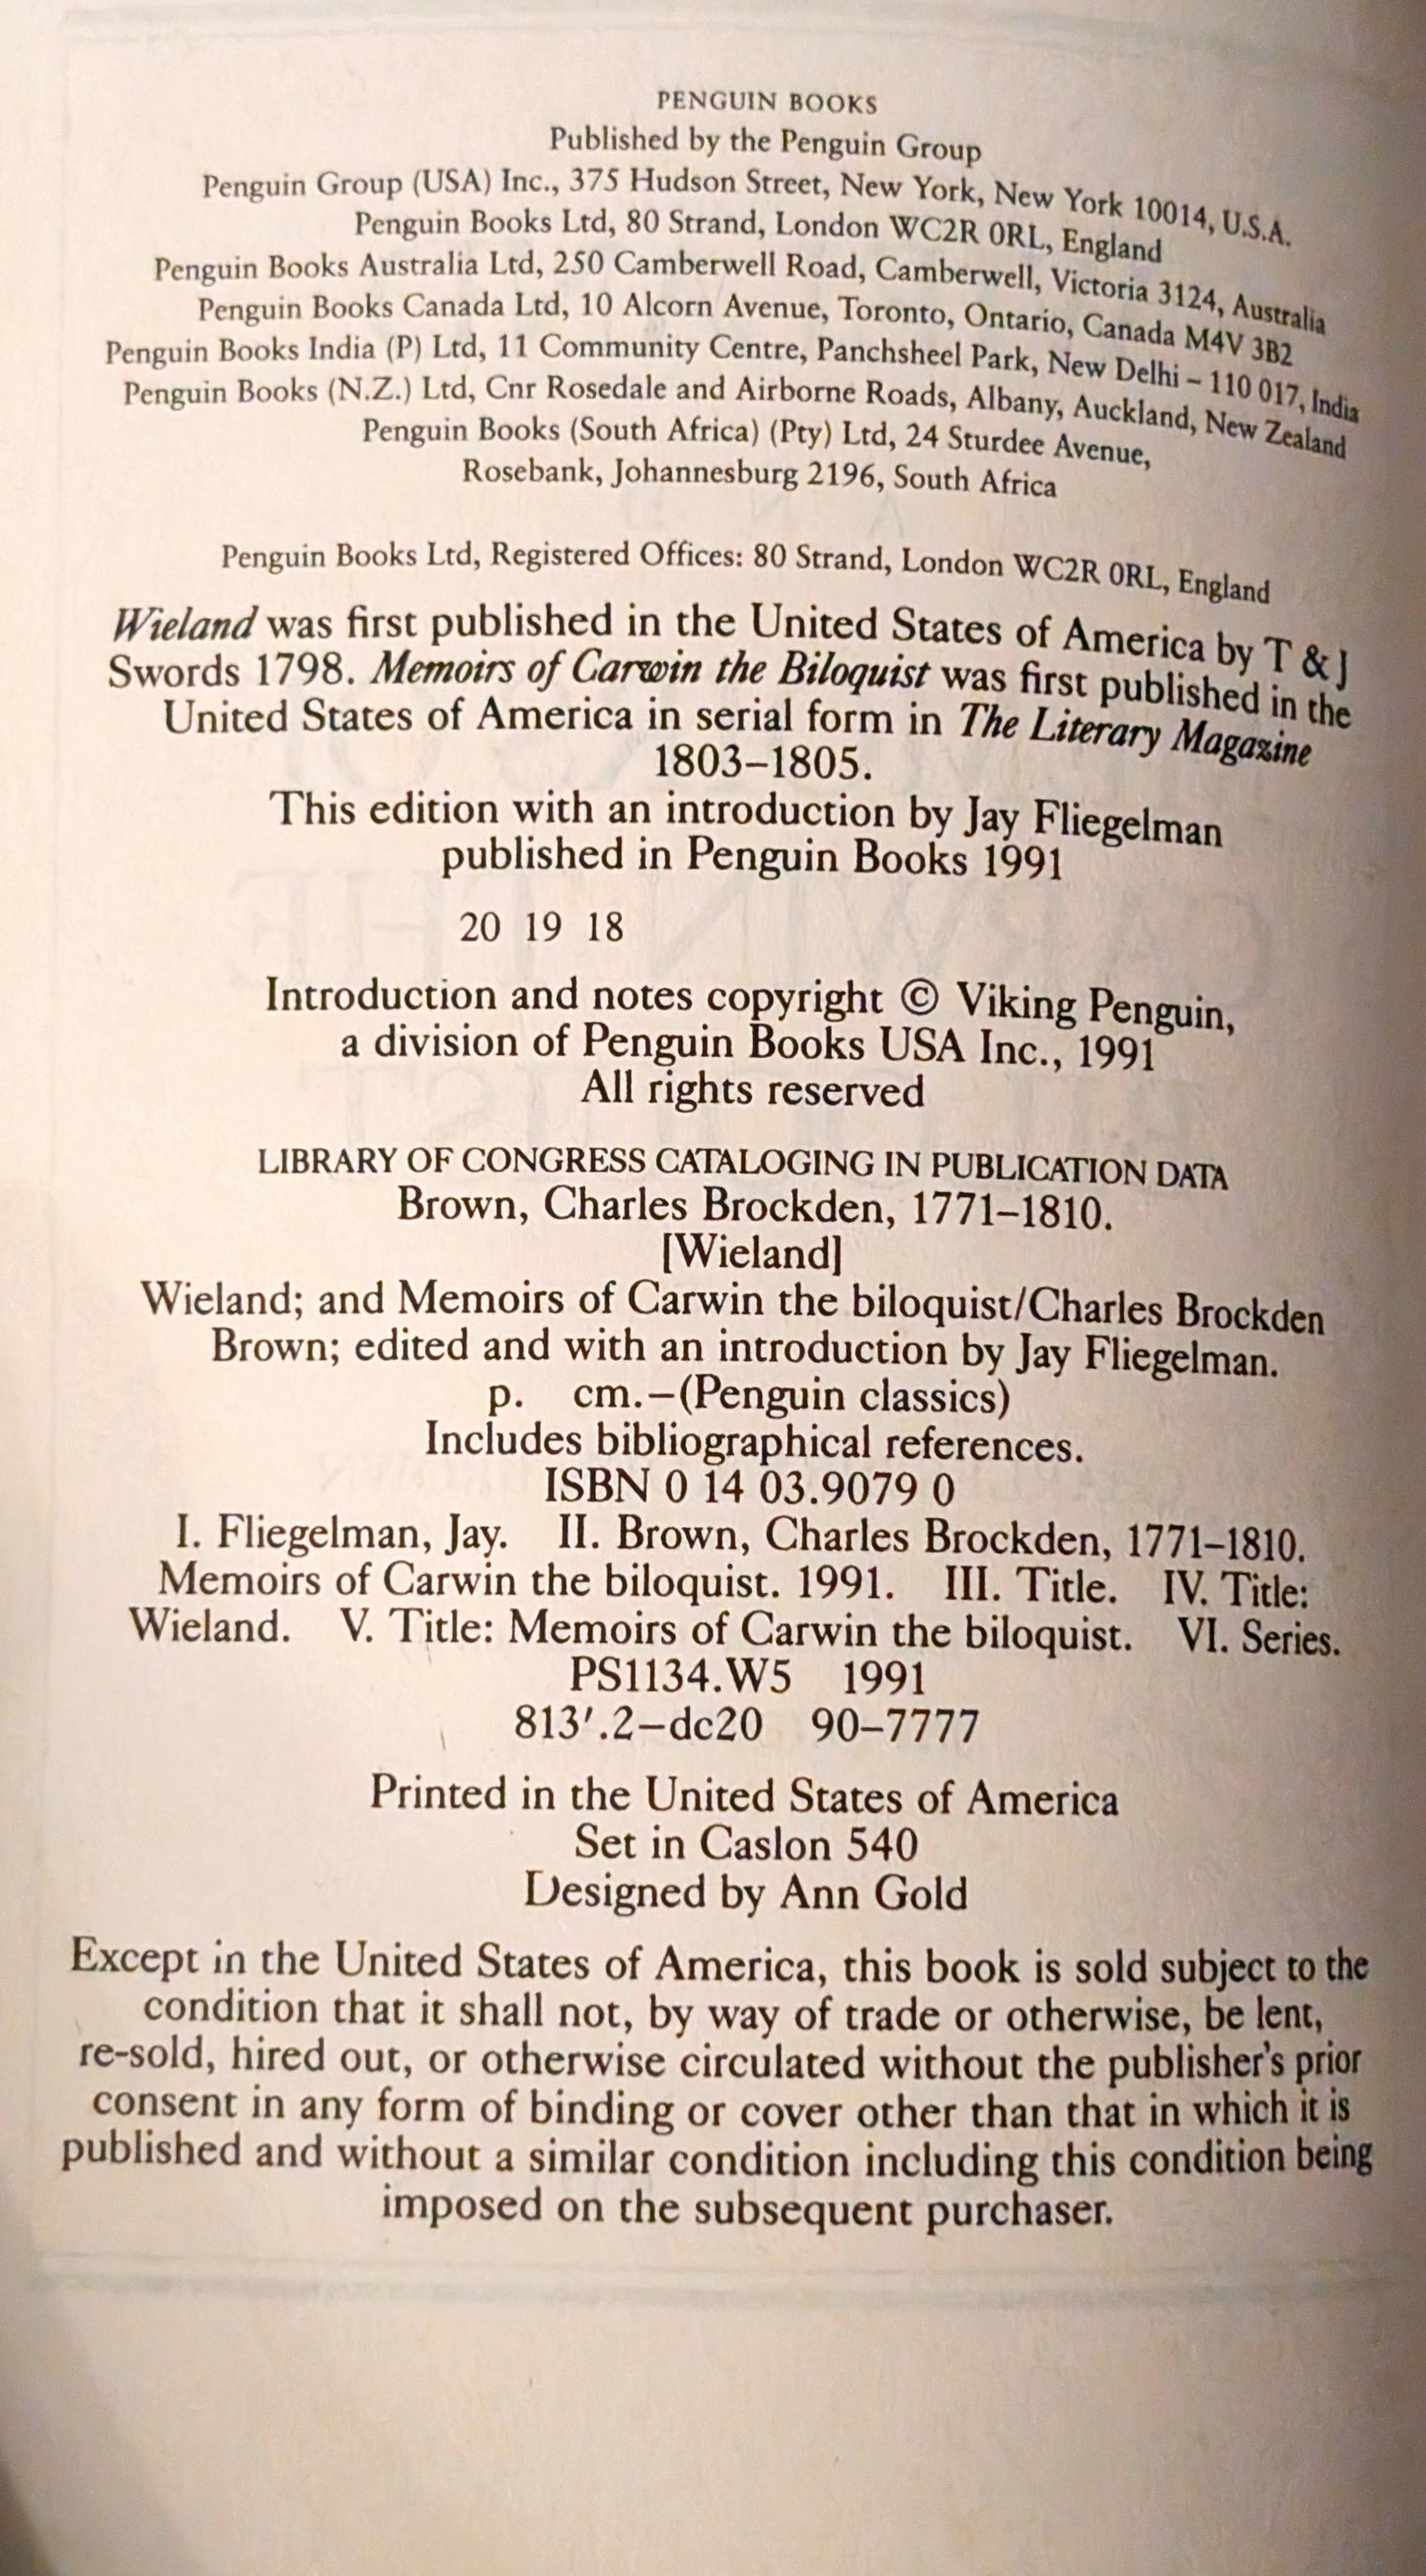 PENGUIN BOOKS
Published by the Penguin Group
Penguin Group (USA) Inc., 375 Hudson Street, New York, New York 10014, U.S.A.
Penguin Books Ltd, 80 Strand, London WC2R 0RL, England
Penguin Books Australia Ltd, 250 Camberwell Road, Camberwell, Victoria 3124, Australia
Penguin Books Canada Ltd, 10 Alcorn Avenue, Toronto, Ontario, Canada M4V 3B2
Penguin Books India (P) Ltd, 11 Community Centre, Panchsheel Park, New Delhi – 110 017, India
Penguin Books (N.Z.) Ltd, Cnr Rosedale and Airborne Roads, Albany, Auckland, New Zealand
Penguin Books (South Africa) (Pty) Ltd, 24 Sturdee Avenue,
Rosebank, Johannesburg 2196, South Africa
Penguin Books Ltd, Registered Offices: 80 Strand, London WC2R 0RL, England
Wieland was first published in the United States of America by T & J
Swords 1798. Memoirs of Carwin the Biloquist was first published in the
United States of America in serial form in The Literary Magazine
1803–1805.
This edition with an introduction by Jay Fliegelman
published in Penguin Books 1991
20 19 18
Introduction and notes copyright © Viking Penguin,
a division of Penguin Books USA Inc., 1991
All rights reserved
LIBRARY OF CONGRESS CATALOGING IN PUBLICATION DATA
Brown, Charles Brockden, 1771–1810.
[Wieland]
Wieland; and Memoirs of Carwin the biloquist/Charles Brockden
Brown; edited and with an introduction by Jay Fliegelman.
p. cm.—(Penguin classics)
Includes bibliographical references.
ISBN 0 14 03.9079 0
I. Fliegelman, Jay. II. Brown, Charles Brockden, 1771–1810.
Memoirs of Carwin the biloquist. 1991. III. Title. IV. Title:
Wieland. V. Title: Memoirs of Carwin the biloquist. VI. Series.
PS1134.W5 1991
813′.2—dc20 90–7777
Printed in the United States of America
Set in Caslon 540
Designed by Ann Gold
Except in the United States of America, this book is sold subject to the
condition that it shall not, by way of trade or otherwise, be lent,
re-sold, hired out, or otherwise circulated without the publisher's prior
consent in any form of binding or cover other than that in which it is
published and without a similar condition including this condition being
imposed on the subsequent purchaser.